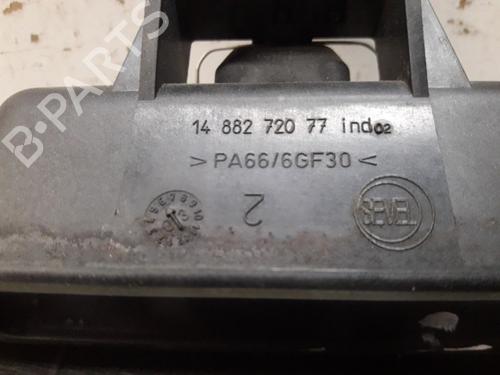 B-PARTS
14 882 720 77 ind02
>PA66/6GF30<
2
SEVEL